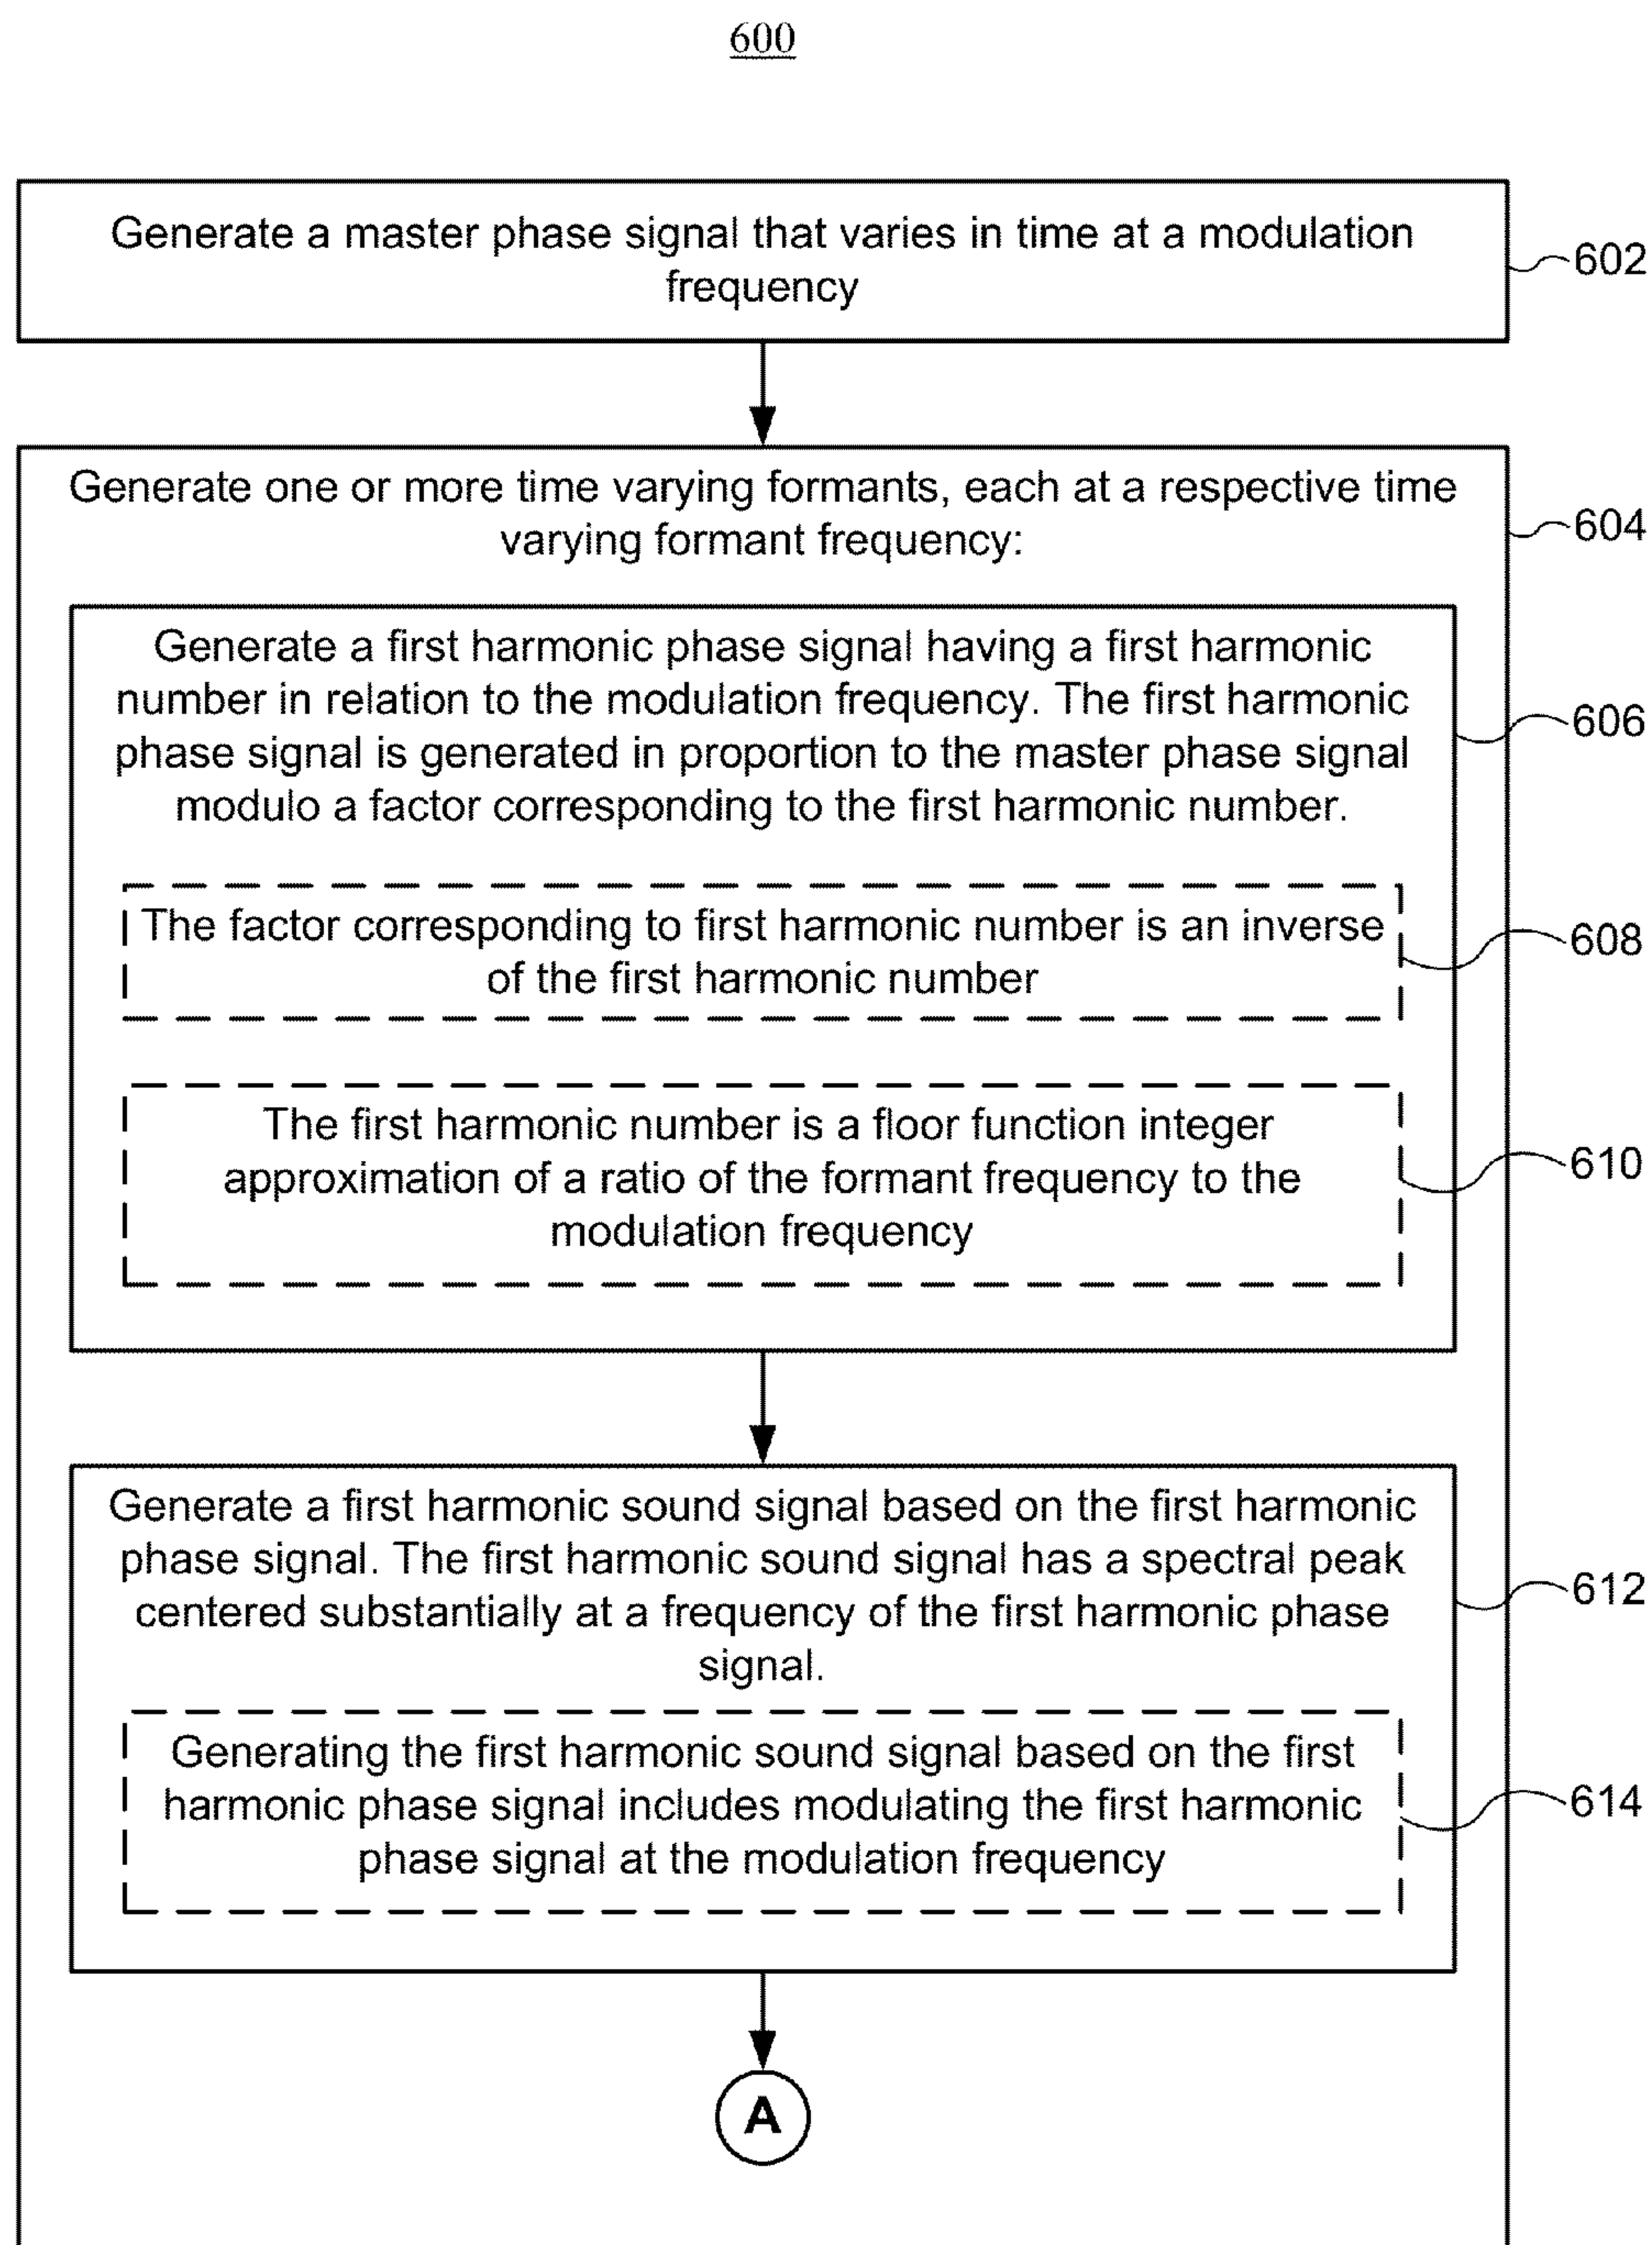 600
Generate a master phase signal that varies in time at a modulation
frequency
602
Generate one or more time varying formants, each at a respective time
varying formant frequency:
604
Generate a first harmonic phase signal having a first harmonic
number in relation to the modulation frequency. The first harmonic
phase signal is generated in proportion to the master phase signal
modulo a factor corresponding to the first harmonic number.
606
The factor corresponding to first harmonic number is an inverse
of the first harmonic number
608
The first harmonic number is a floor function integer
approximation of a ratio of the formant frequency to the
modulation frequency
610
Generate a first harmonic sound signal based on the first harmonic
phase signal. The first harmonic sound signal has a spectral peak
centered substantially at a frequency of the first harmonic phase
signal.
612
Generating the first harmonic sound signal based on the first
harmonic phase signal includes modulating the first harmonic
phase signal at the modulation frequency
614
A